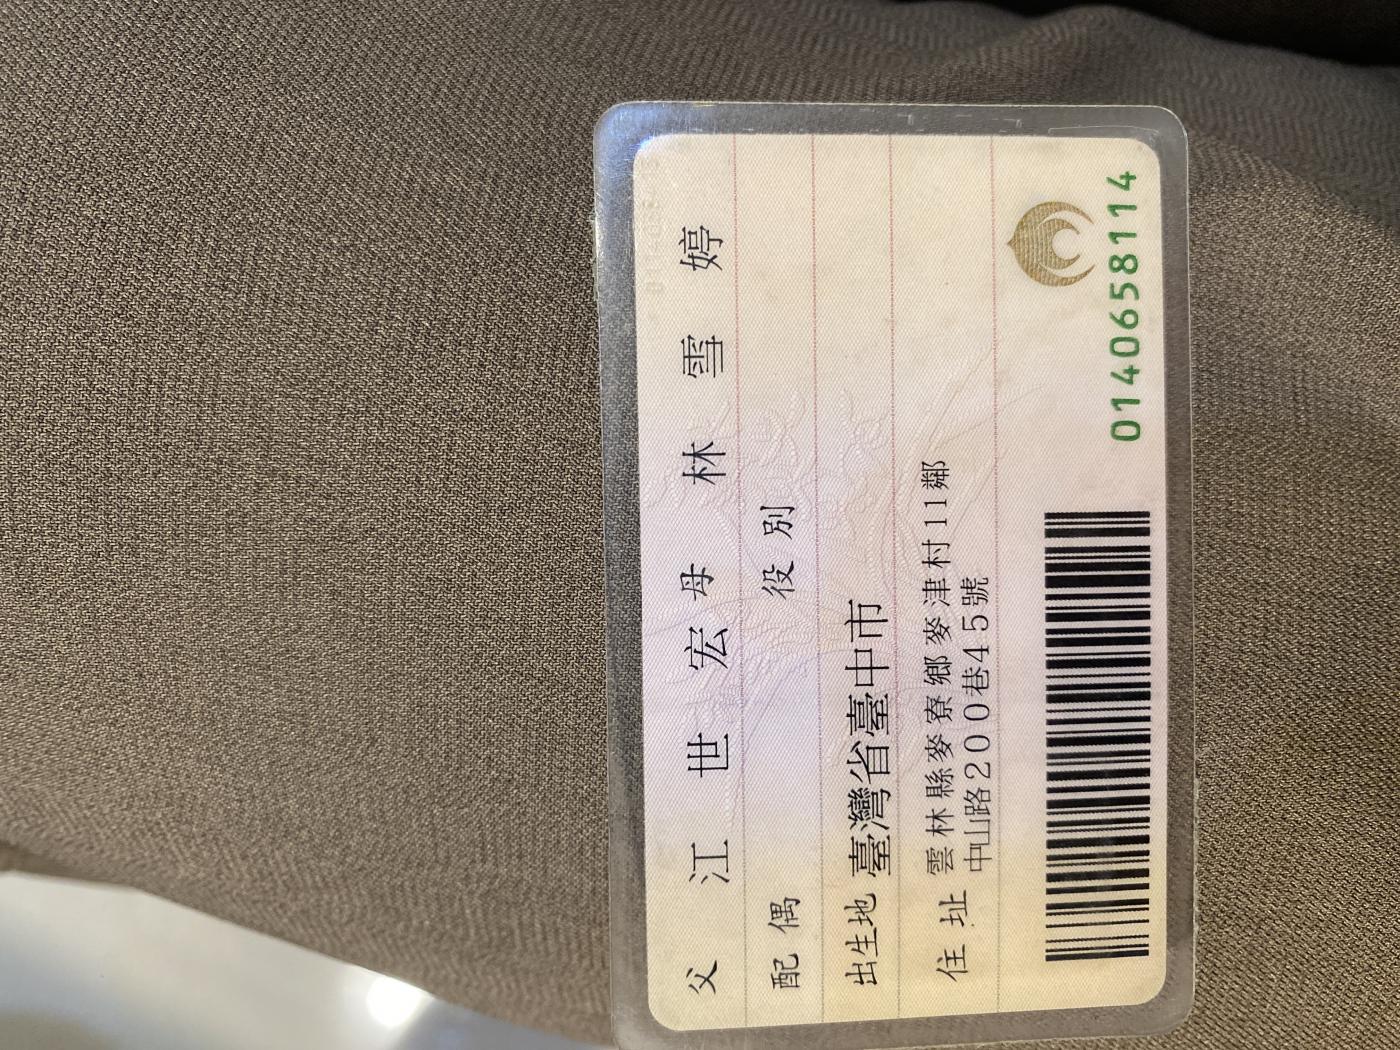 父 江世宏 母 林雪婷
配偶 役別
出生地 臺灣省臺中市
住址 雲林縣麥寮鄉麥津村11鄰
中山路200巷45號
0140658114